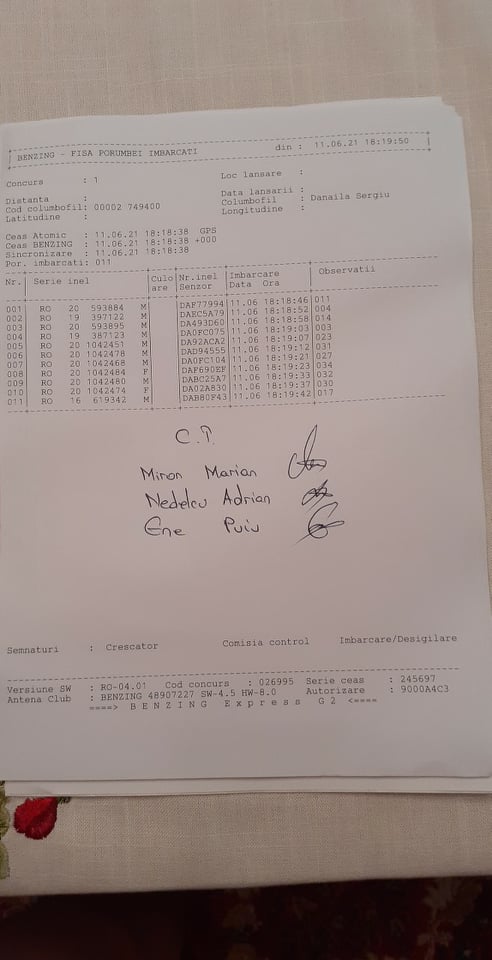 BENZING - FISA PORUMBEI IMBARCATI din : 11.06.21 18:19:50
Concurs : 1 Loc lansare :
Distanta : Data lansarii :
Cod columbofil: 00002 749400 Columbofil : Danaila Sergiu
Latitudine : Longitudine :
Ceas Atomic : 11.06.21 18:18:38 GPS
Ceas BENZING : 11.06.21 18:18:38 +000
Sincronizare : 11.06.21 18:18:38
Por. imbarcati: 011
Nr. Serie inel Culo Nr.inel Imbarcare Observatii
are Senzor Data Ora
001 RO 20 593884 M DAF77994 11.06 18:18:46 011
002 RO 19 397122 M DAEC5A79 11.06 18:18:52 004
003 RO 20 593895 M DA493D60 11.06 18:18:58 014
004 RO 19 387123 M DA0FC075 11.06 18:19:03 003
005 RO 20 1042451 M DA92ACA2 11.06 18:19:07 023
006 RO 20 1042478 M DAD94555 11.06 18:19:12 031
007 RO 20 1042468 M DA0FC104 11.06 18:19:21 027
008 RO 20 1042484 F DAF690EF 11.06 18:19:23 034
009 RO 20 1042480 M DABC25A7 11.06 18:19:33 032
010 RO 20 1042474 F DA02A830 11.06 18:19:37 030
011 RO 16 619342 M DAB80F43 11.06 18:19:42 017
C.T.
Miron Marian
Nedelcu Adrian
Ene Puiu
Semnaturi : Crescator Comisia control Imbarcare/Desigilare
Versiune SW : RO-04.01 Cod concurs : 026995 Serie ceas : 245697
Antena Club : BENZING 48907227 SW-4.5 HW-8.0 Autorizare : 9000A4C3
====> B E N Z I N G E x p r e s s G 2 <====